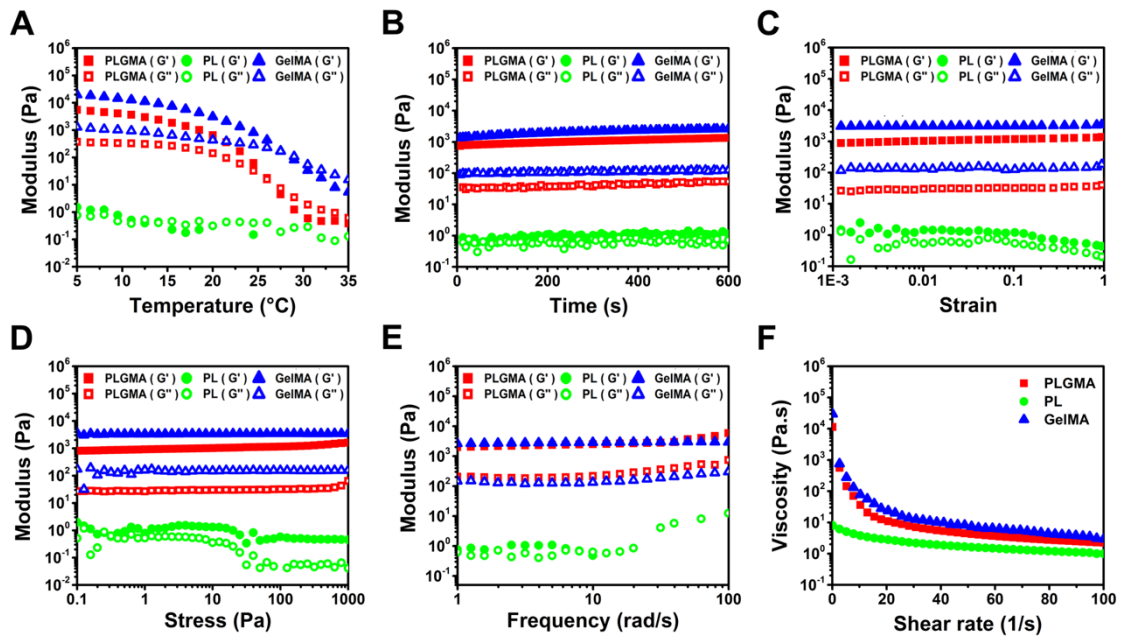 A
10⁶
10⁵
10⁴
10³
10²
10¹
10⁰
10⁻¹
10⁻²
Modulus (Pa)
PLGMA ( G' ) PL ( G' ) GelMA ( G' )
PLGMA ( G'' ) PL ( G'' ) GelMA ( G'' )
5 10 15 20 25 30 35
Temperature (°C)
B
10⁶
10⁵
10⁴
10³
10²
10¹
10⁰
10⁻¹
Modulus (Pa)
PLGMA ( G' ) PL ( G' ) GelMA ( G' )
PLGMA ( G'' ) PL ( G'' ) GelMA ( G'' )
0 200 400 600
Time (s)
C
10⁶
10⁵
10⁴
10³
10²
10¹
10⁰
10⁻¹
Modulus (Pa)
PLGMA ( G' ) PL ( G' ) GelMA ( G' )
PLGMA ( G'' ) PL ( G'' ) GelMA ( G'' )
1E-3 0.01 0.1 1
Strain
D
10⁶
10⁵
10⁴
10³
10²
10¹
10⁰
10⁻¹
10⁻²
Modulus (Pa)
PLGMA ( G' ) PL ( G' ) GelMA ( G' )
PLGMA ( G'' ) PL ( G'' ) GelMA ( G'' )
0.1 1 10 100 1000
Stress (Pa)
E
10⁶
10⁵
10⁴
10³
10²
10¹
10⁰
10⁻¹
Modulus (Pa)
PLGMA ( G' ) PL ( G' ) GelMA ( G' )
PLGMA ( G'' ) PL ( G'' ) GelMA ( G'' )
1 10 100
Frequency (rad/s)
F
10⁶
10⁵
10⁴
10³
10²
10¹
10⁰
10⁻¹
Viscosity (Pa.s)
PLGMA
PL
GelMA
0 20 40 60 80 100
Shear rate (1/s)